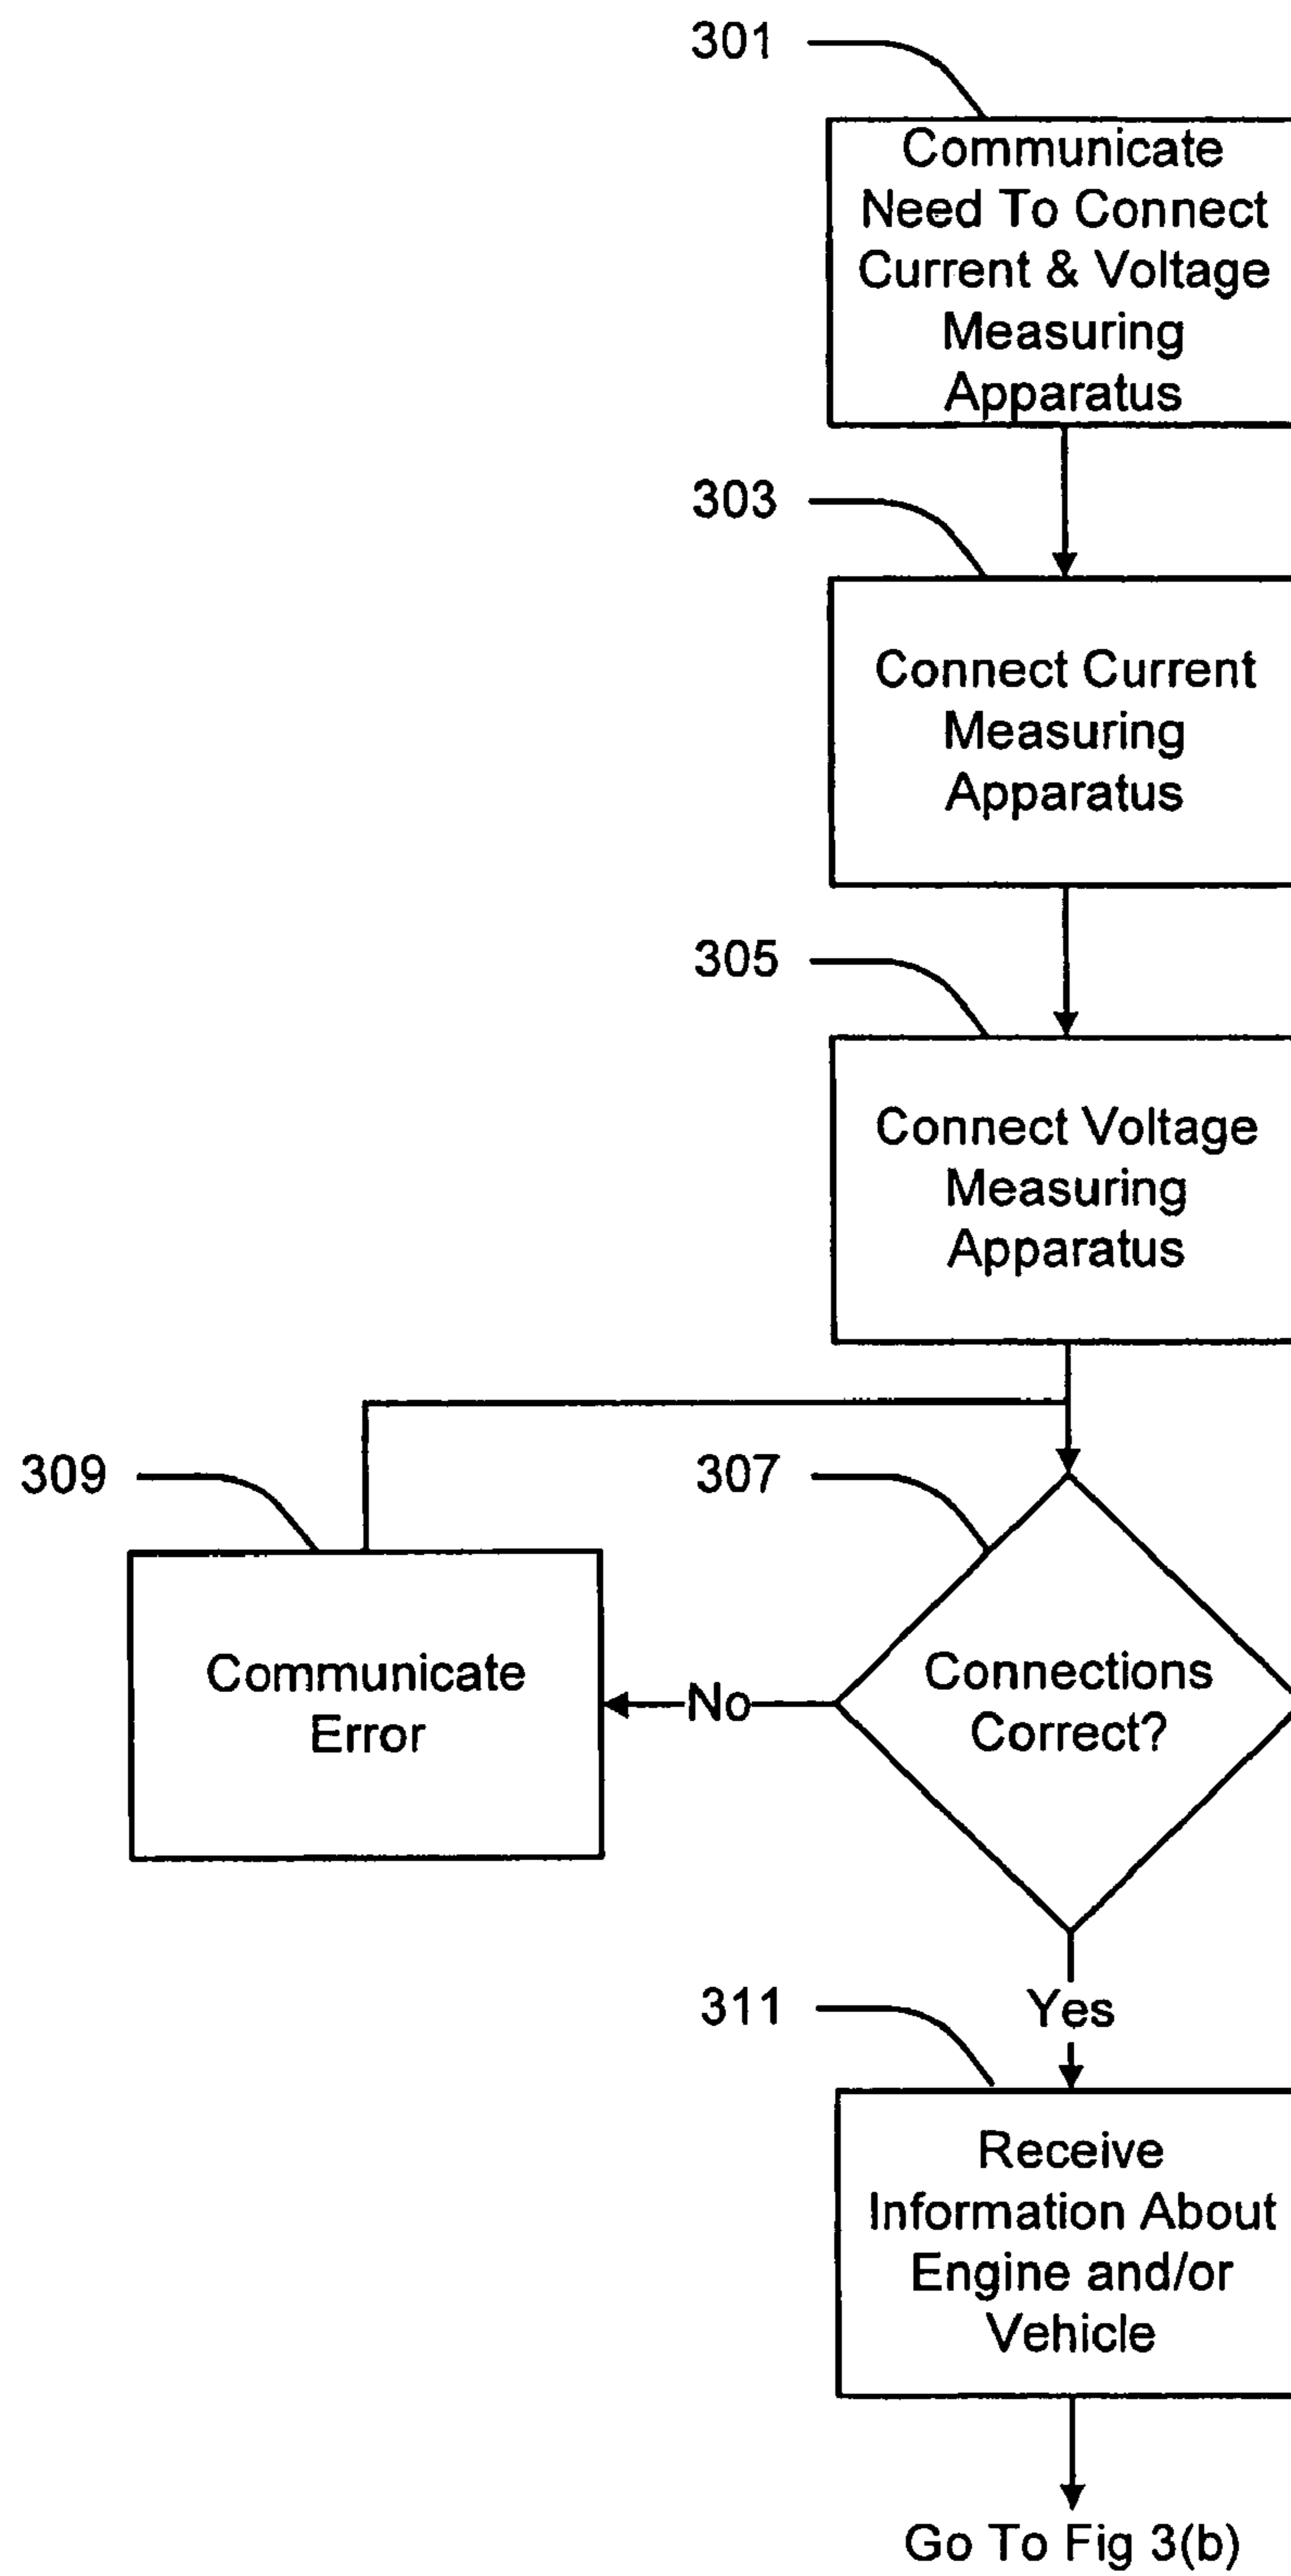 301
Communicate
Need To Connect
Current & Voltage
Measuring
Apparatus
303
Connect Current
Measuring
Apparatus
305
Connect Voltage
Measuring
Apparatus
309
307
Communicate
Error
No
Connections
Correct?
311
Yes
Receive
Information About
Engine and/or
Vehicle
Go To Fig 3(b)